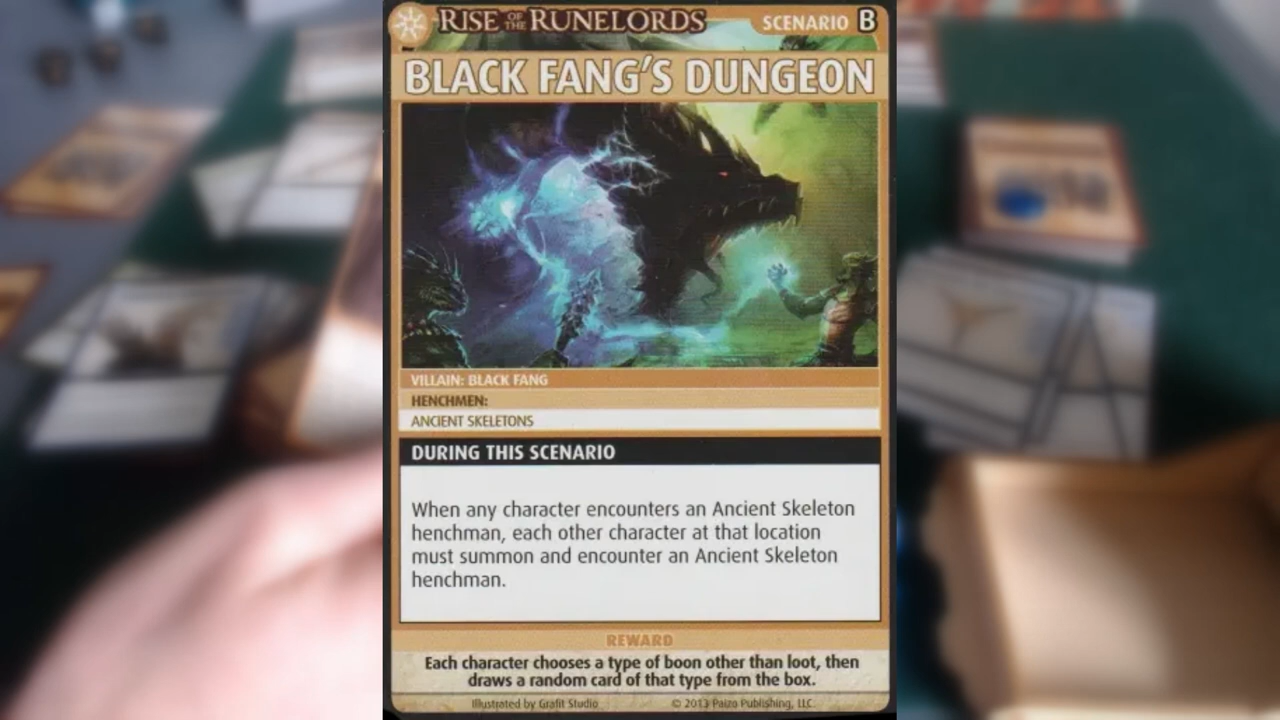 RISE OF THE RUNELORDS SCENARIO B
BLACK FANG'S DUNGEON
VILLAIN: BLACK FANG
HENCHMEN:
ANCIENT SKELETONS
DURING THIS SCENARIO
When any character encounters an Ancient Skeleton
henchman, each other character at that location
must summon and encounter an Ancient Skeleton
henchman.
REWARD
Each character chooses a type of boon other than loot, then
draws a random card of that type from the box.
Illustrated by Grafit Studio © 2013 Paizo Publishing, LLC.